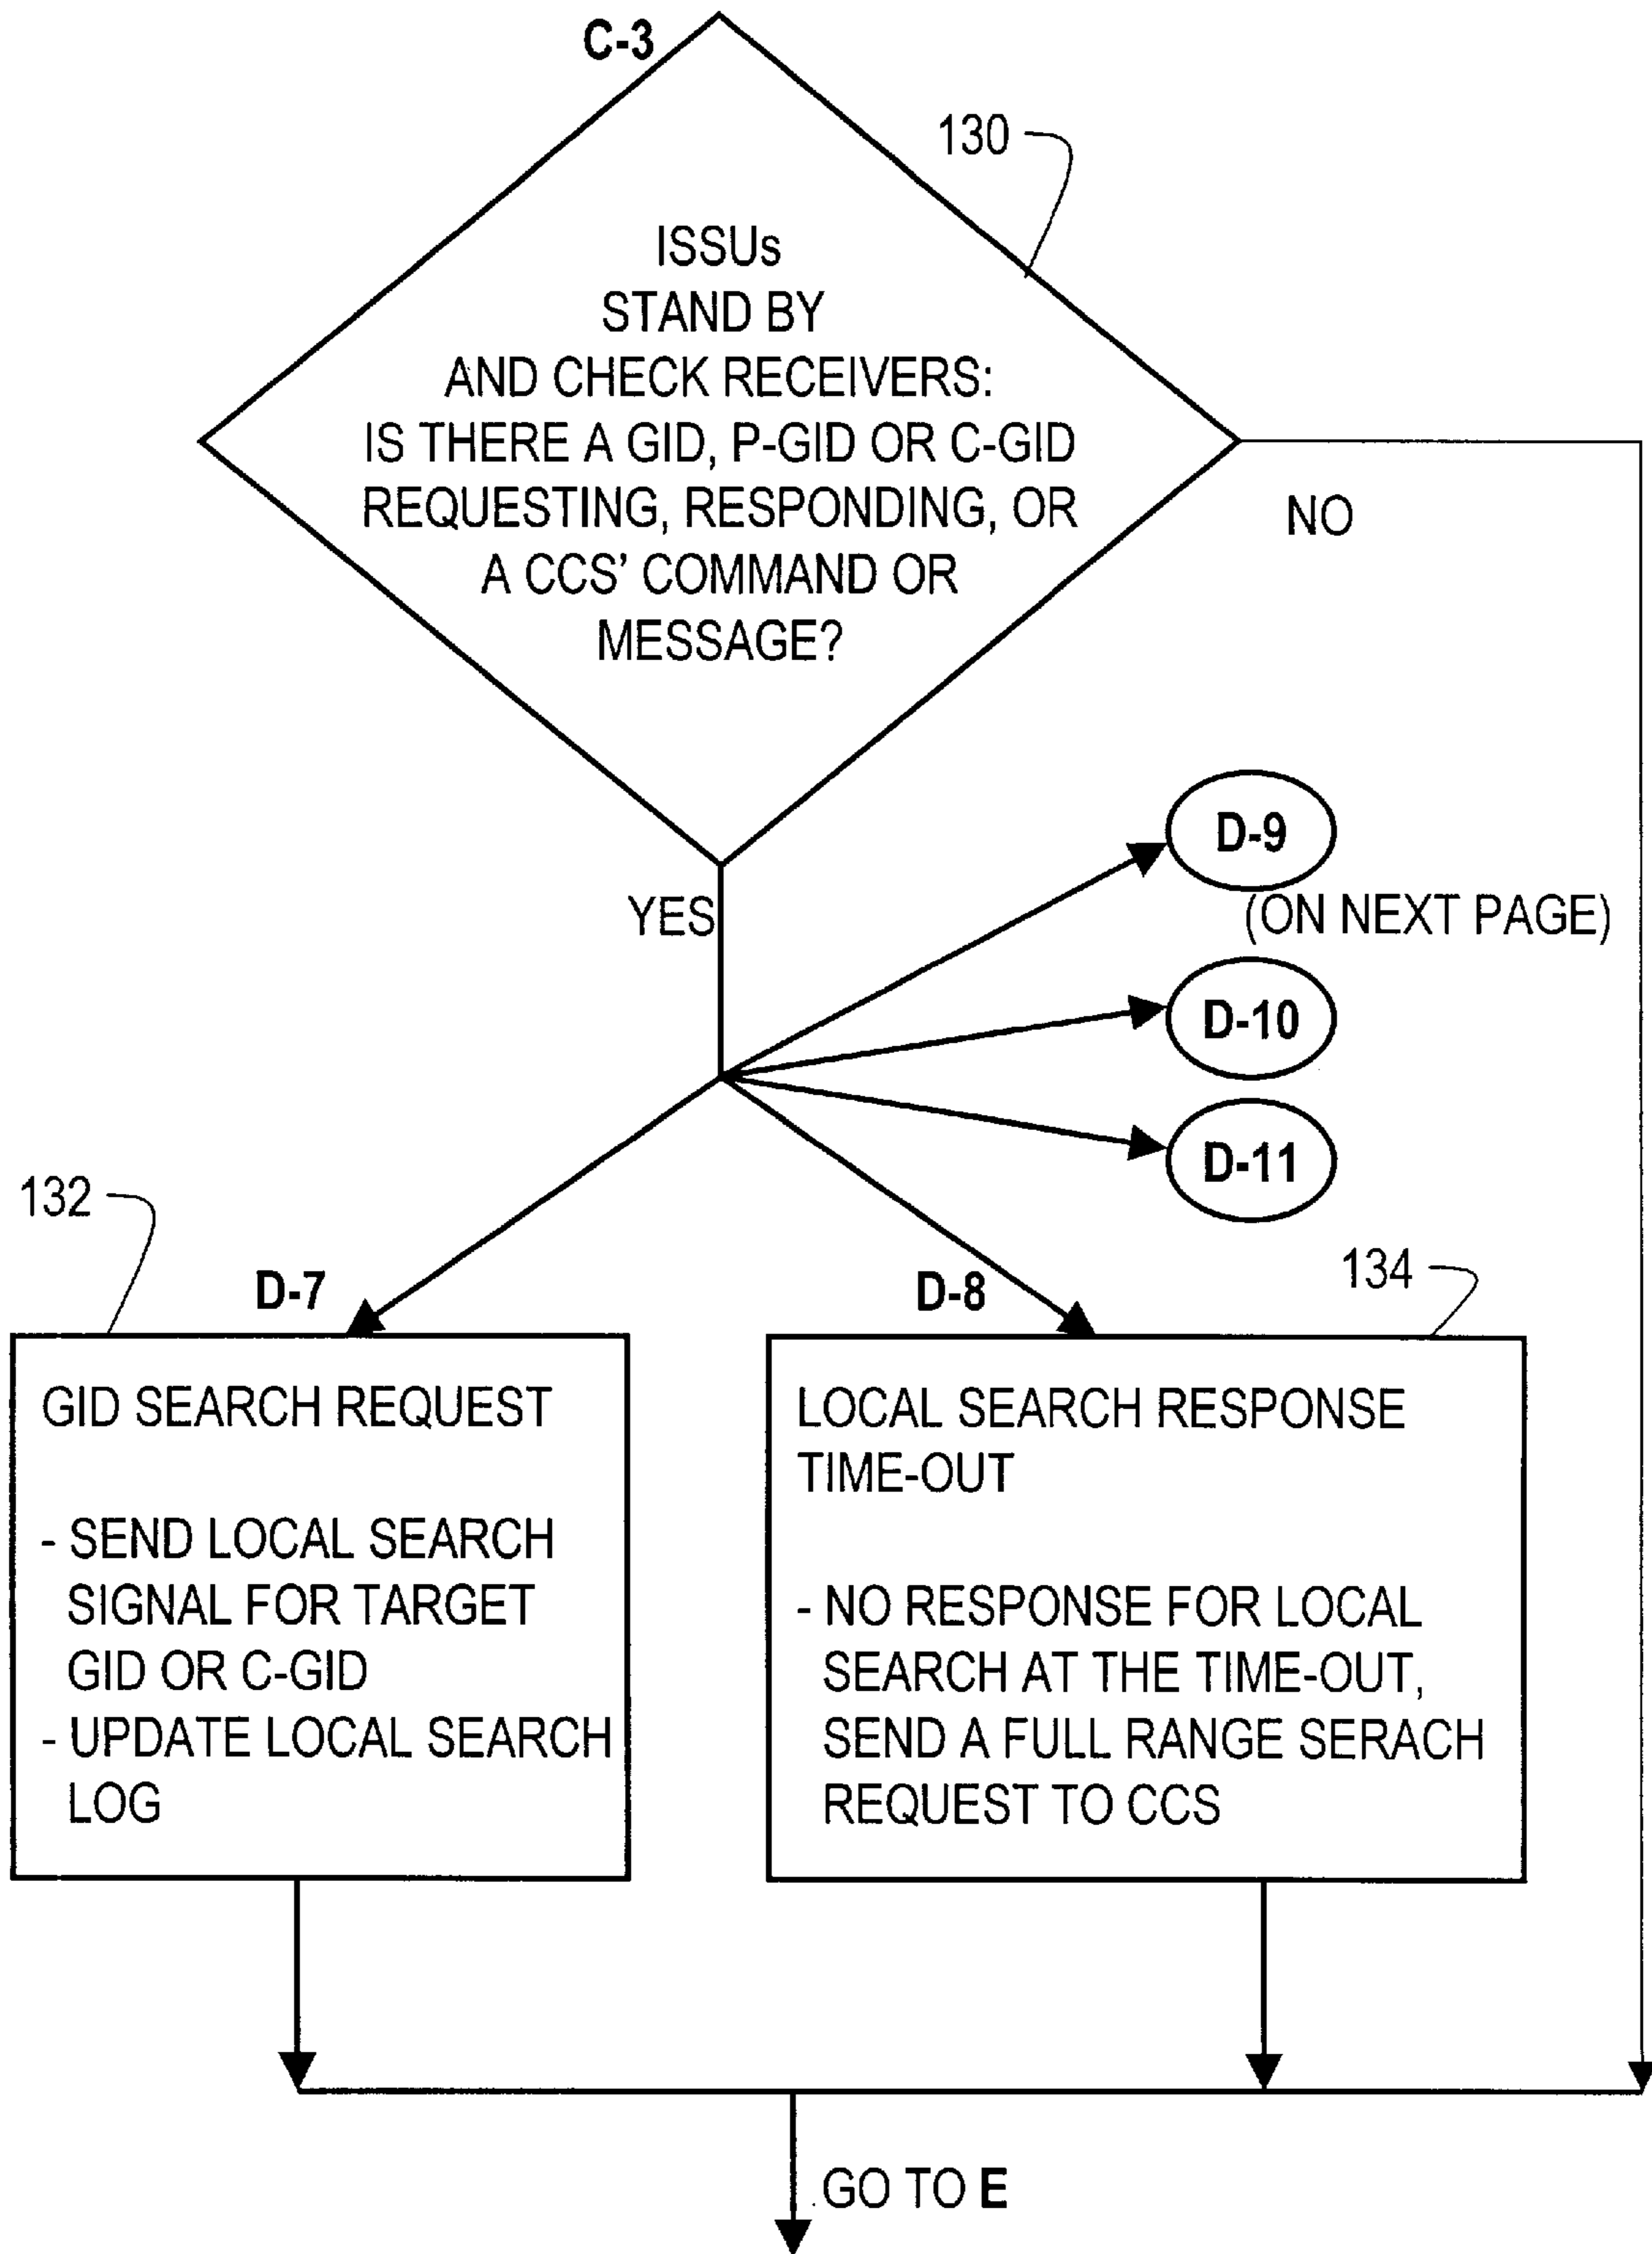 C-3
130
ISSUs
STAND BY
AND CHECK RECEIVERS:
IS THERE A GID, P-GID OR C-GID
REQUESTING, RESPONDING, OR
A CCS' COMMAND OR
MESSAGE?
NO
YES
D-9
(ON NEXT PAGE)
D-10
D-11
132
D-7
D-8
134
GID SEARCH REQUEST
- SEND LOCAL SEARCH
SIGNAL FOR TARGET
GID OR C-GID
- UPDATE LOCAL SEARCH
LOG
LOCAL SEARCH RESPONSE
TIME-OUT
- NO RESPONSE FOR LOCAL
SEARCH AT THE TIME-OUT,
SEND A FULL RANGE SERACH
REQUEST TO CCS
GO TO E